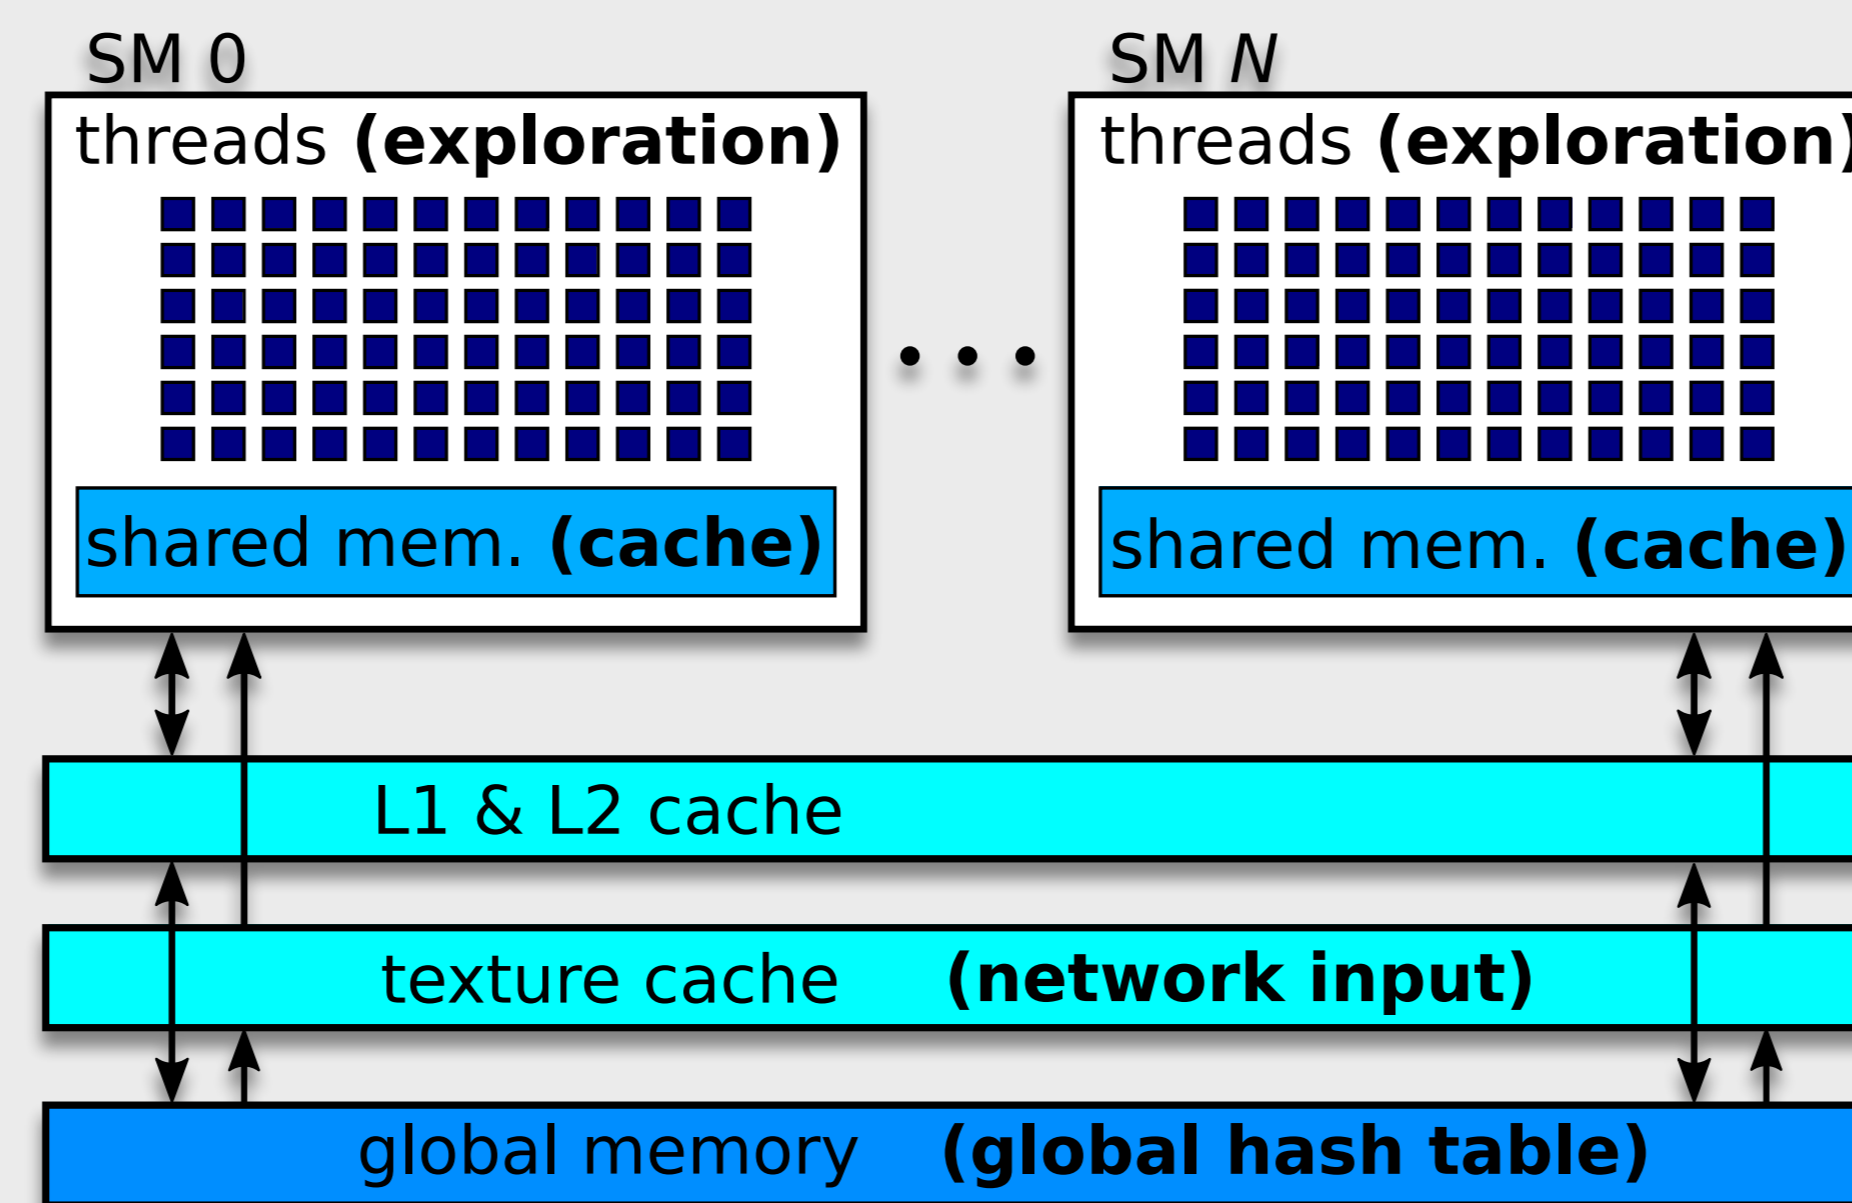 SM 0
threads (exploration)
shared mem. (cache)
SM N
threads (exploration)
shared mem. (cache)
L1 & L2 cache
texture cache (network input)
global memory (global hash table)